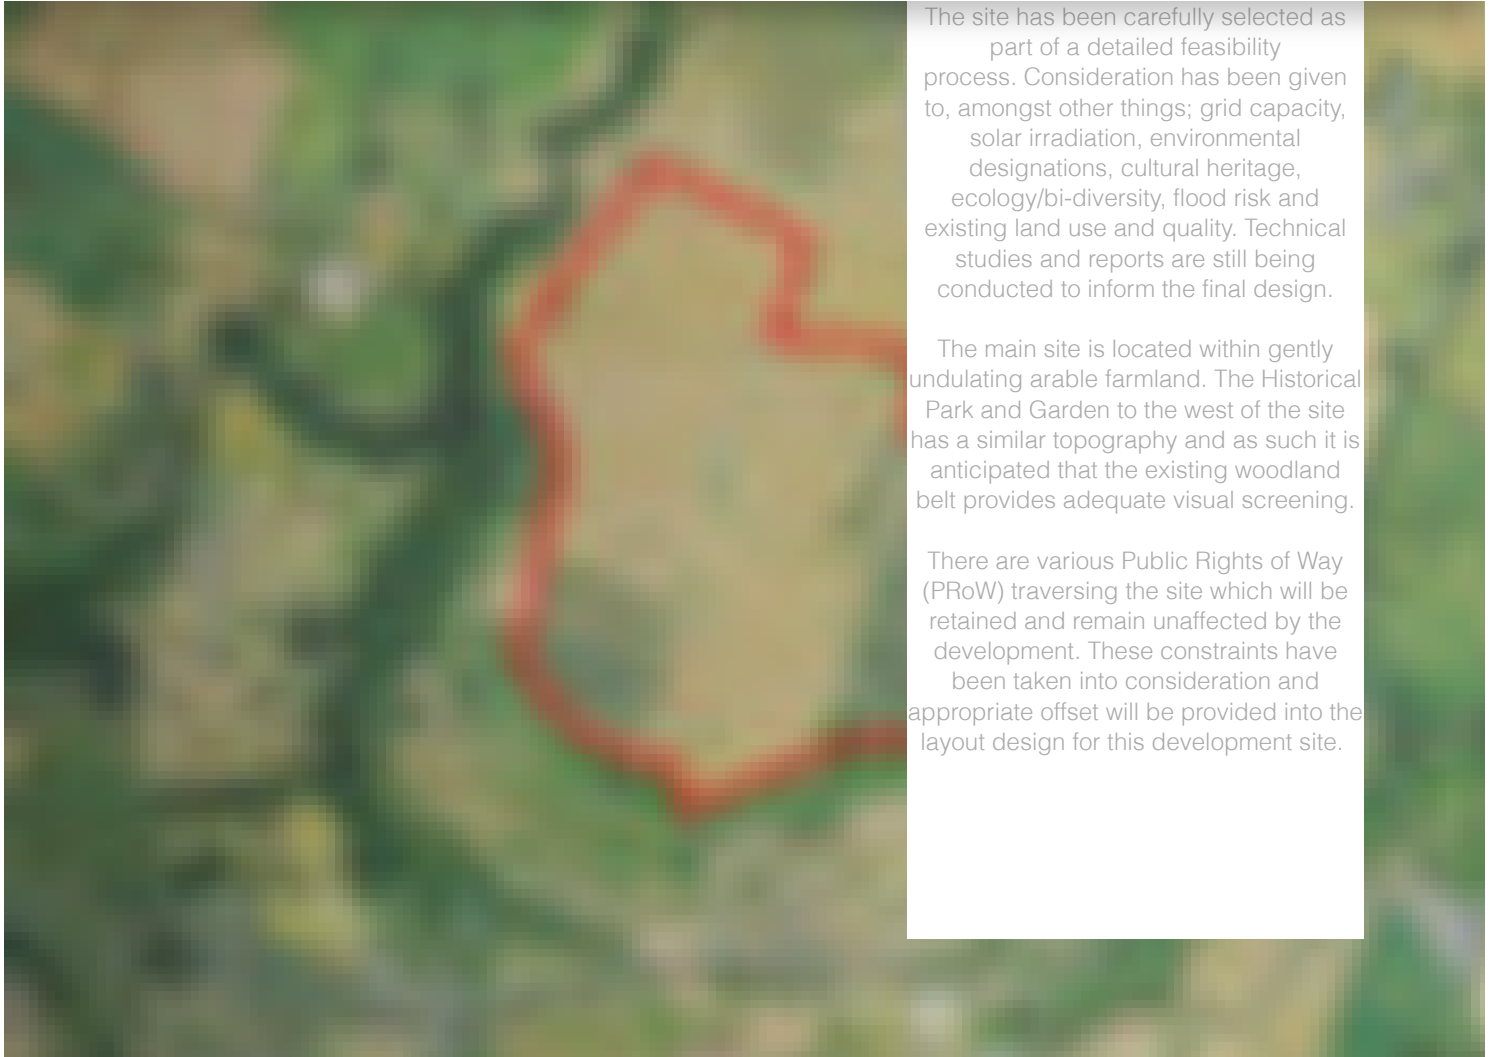 The site has been carefully selected as
part of a detailed feasibility
process. Consideration has been given
to, amongst other things; grid capacity,
solar irradiation, environmental
designations, cultural heritage,
ecology/bi-diversity, flood risk and
existing land use and quality. Technical
studies and reports are still being
conducted to inform the final design.
The main site is located within gently
undulating arable farmland. The Historical
Park and Garden to the west of the site
has a similar topography and as such it is
anticipated that the existing woodland
belt provides adequate visual screening.
There are various Public Rights of Way
(PRoW) traversing the site which will be
retained and remain unaffected by the
development. These constraints have
been taken into consideration and
appropriate offset will be provided into the
layout design for this development site.